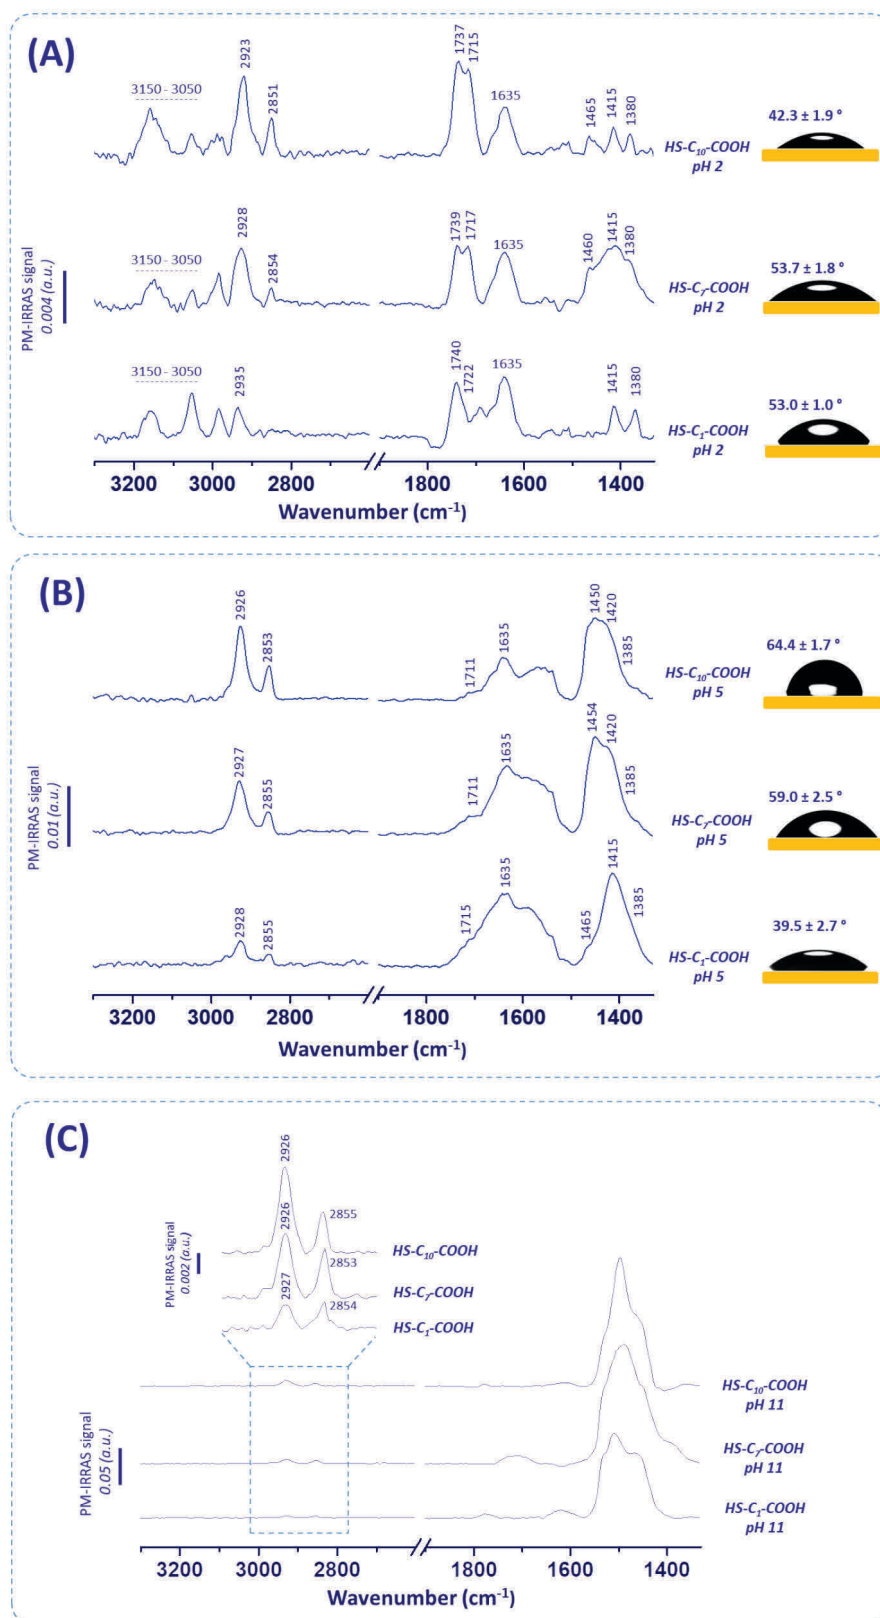 (A)
3150 - 3050
2923
2851
1737
1715
1635
1465
1415
1380
HS-C10-COOH
pH 2
42.3 ± 1.9 °
3150 - 3050
2928
2854
1739
1717
1635
1460
1415
1380
HS-C7-COOH
pH 2
53.7 ± 1.8 °
PM-IRRAS signal
0.004 (a.u.)
3150 - 3050
2935
1740
1722
1635
1415
1380
HS-C1-COOH
pH 2
53.0 ± 1.0 °
3200 3000 2800 1800 1600 1400
Wavenumber (cm-1)
(B)
2926
2853
1711
1635
1450
1420
1385
HS-C10-COOH
pH 5
64.4 ± 1.7 °
PM-IRRAS signal
0.01 (a.u.)
2927
2855
1711
1635
1454
1420
1385
HS-C7-COOH
pH 5
59.0 ± 2.5 °
2928
2855
1715
1635
1465
1415
1385
HS-C1-COOH
pH 5
39.5 ± 2.7 °
3200 3000 2800 1800 1600 1400
Wavenumber (cm-1)
(C)
2926
2855
HS-C10-COOH
PM-IRRAS signal
0.002 (a.u.)
2926
2853
HS-C7-COOH
2927
2854
HS-C1-COOH
HS-C10-COOH
pH 11
PM-IRRAS signal
0.05 (a.u.)
HS-C7-COOH
pH 11
HS-C1-COOH
pH 11
3200 3000 2800 1800 1600 1400
Wavenumber (cm-1)